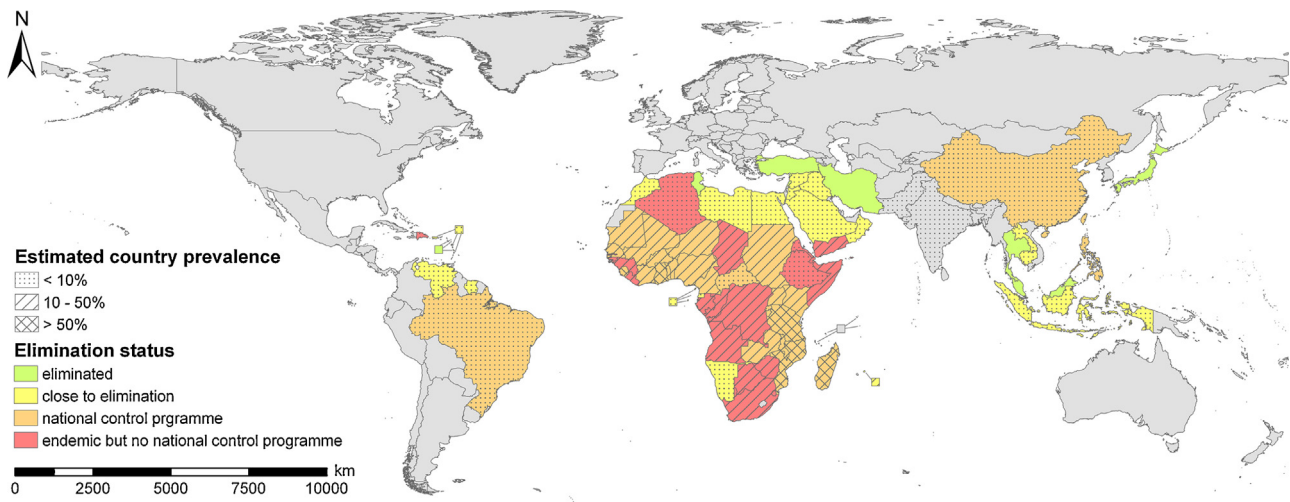 N
Estimated country prevalence
< 10%
10 - 50%
> 50%
Elimination status
eliminated
close to elimination
national control prgramme
endemic but no national control programme
km
0 2500 5000 7500 10000